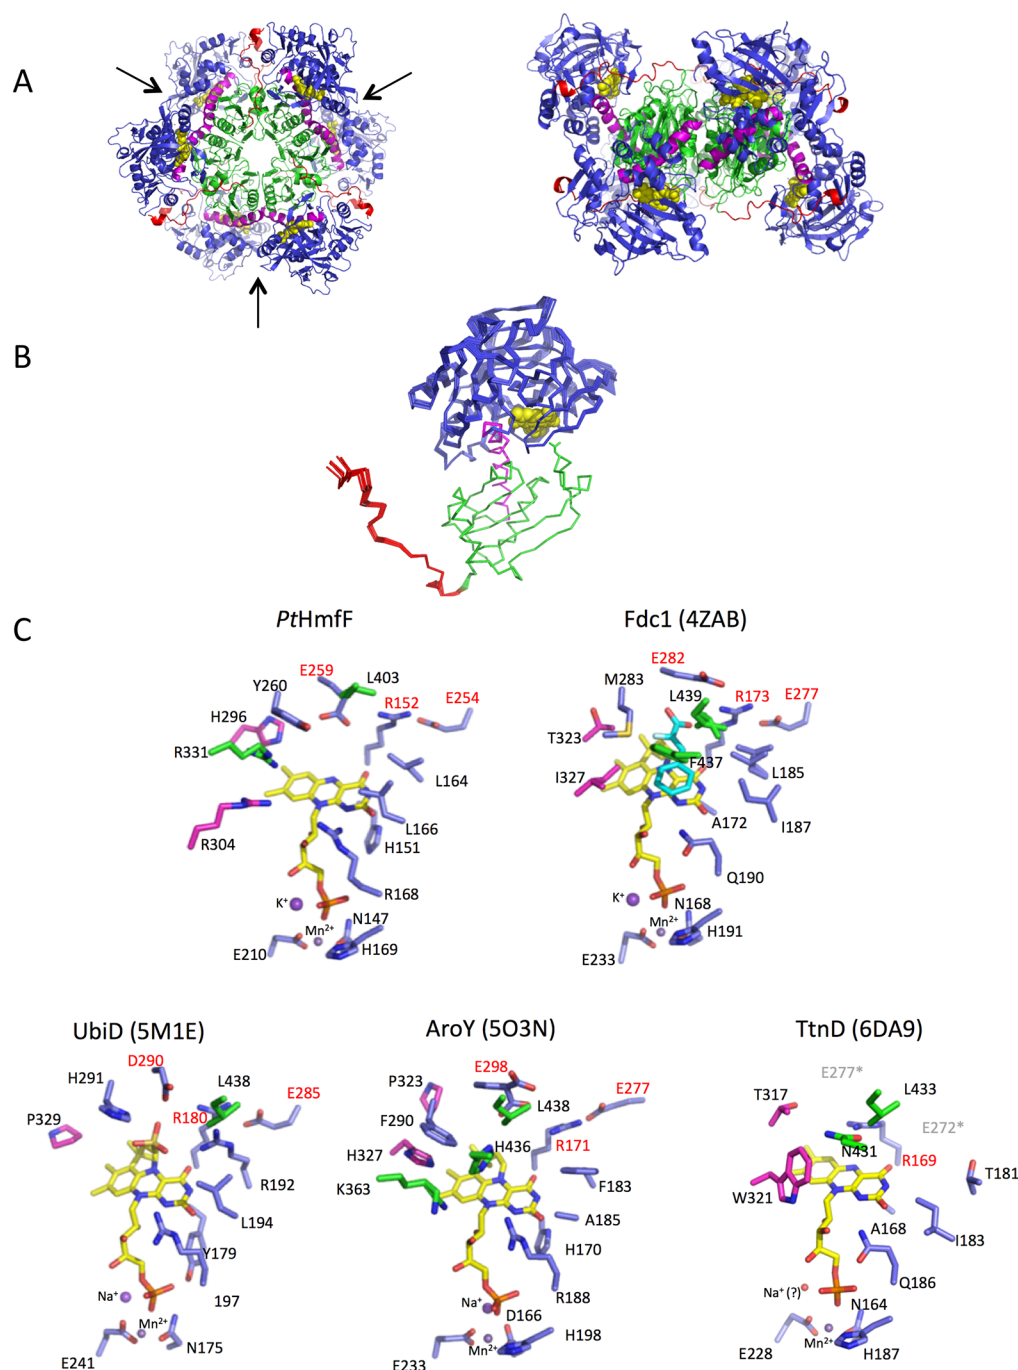 A
B
C
PtHmfF
E259
L403
Y260
R152
E254
H296
R331
L164
L166
R304
H151
R168
K⁺
N147
Mn²⁺
E210
H169
Fdc1 (4ZAB)
E282
M283
L439
R173
E277
T323
F437
L185
I327
A172
I187
Q190
K⁺
N168
Mn²⁺
H191
E233
UbiD (5M1E)
D290
H291
L438
E285
P329
R180
R192
L194
Y179
Na⁺
197
Mn²⁺
N175
E241
AroY (5O3N)
E298
P323
E277
L438
F290
H436
R171
H327
K363
F183
A185
H170
R188
Na⁺
D166
H198
Mn²⁺
E233
TtnD (6DA9)
E277*
T317
L433
E272*
N431
R169
T181
W321
A168
I183
Q186
Na⁺(?)
N164
Mn²⁺
E228
H187